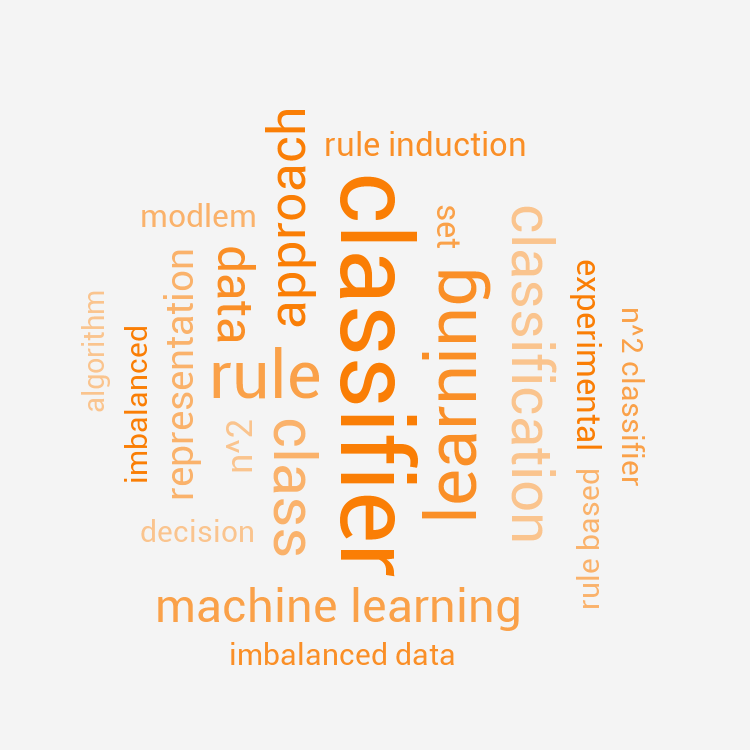 approach
rule induction
classifier
modlem
set
classification
data
representation
learning
experimental
algorithm
n^2 classifier
imbalanced
rule
n^2
class
rule based
decision
machine learning
imbalanced data